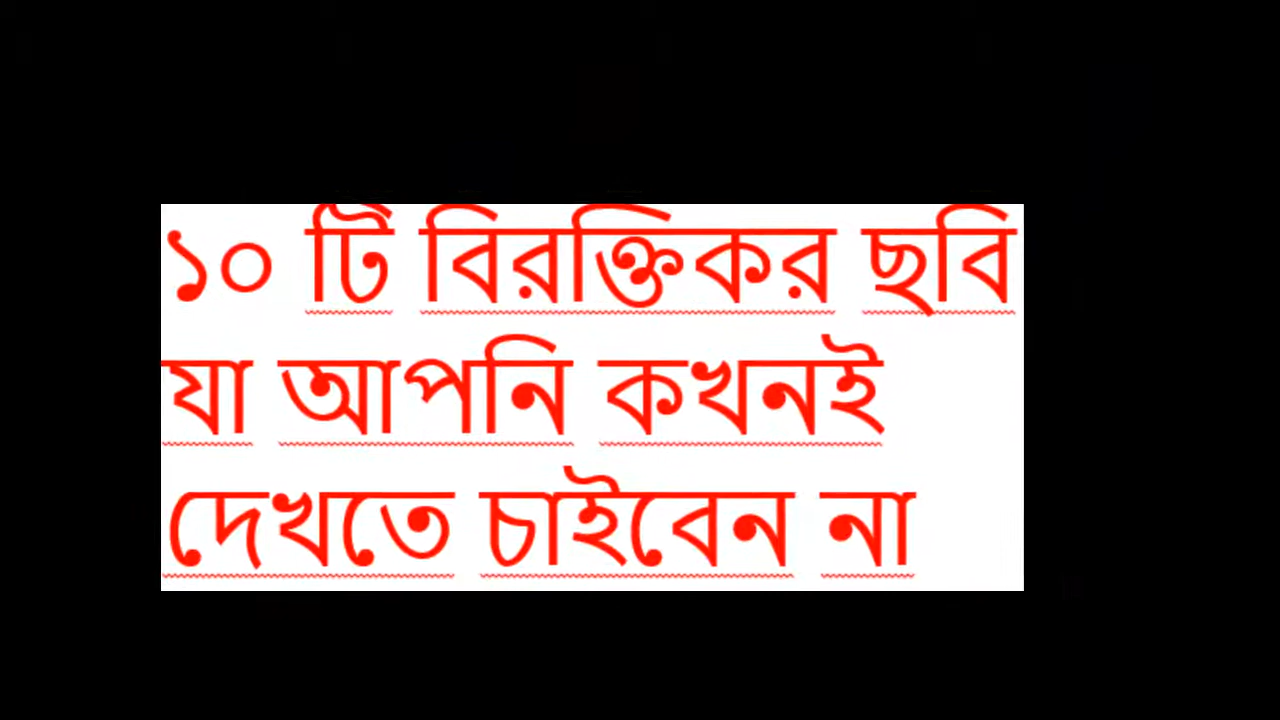 ১০ টি বিরক্তিকর ছবি
যা আপনি কখনই
দেখতে চাইবেন না